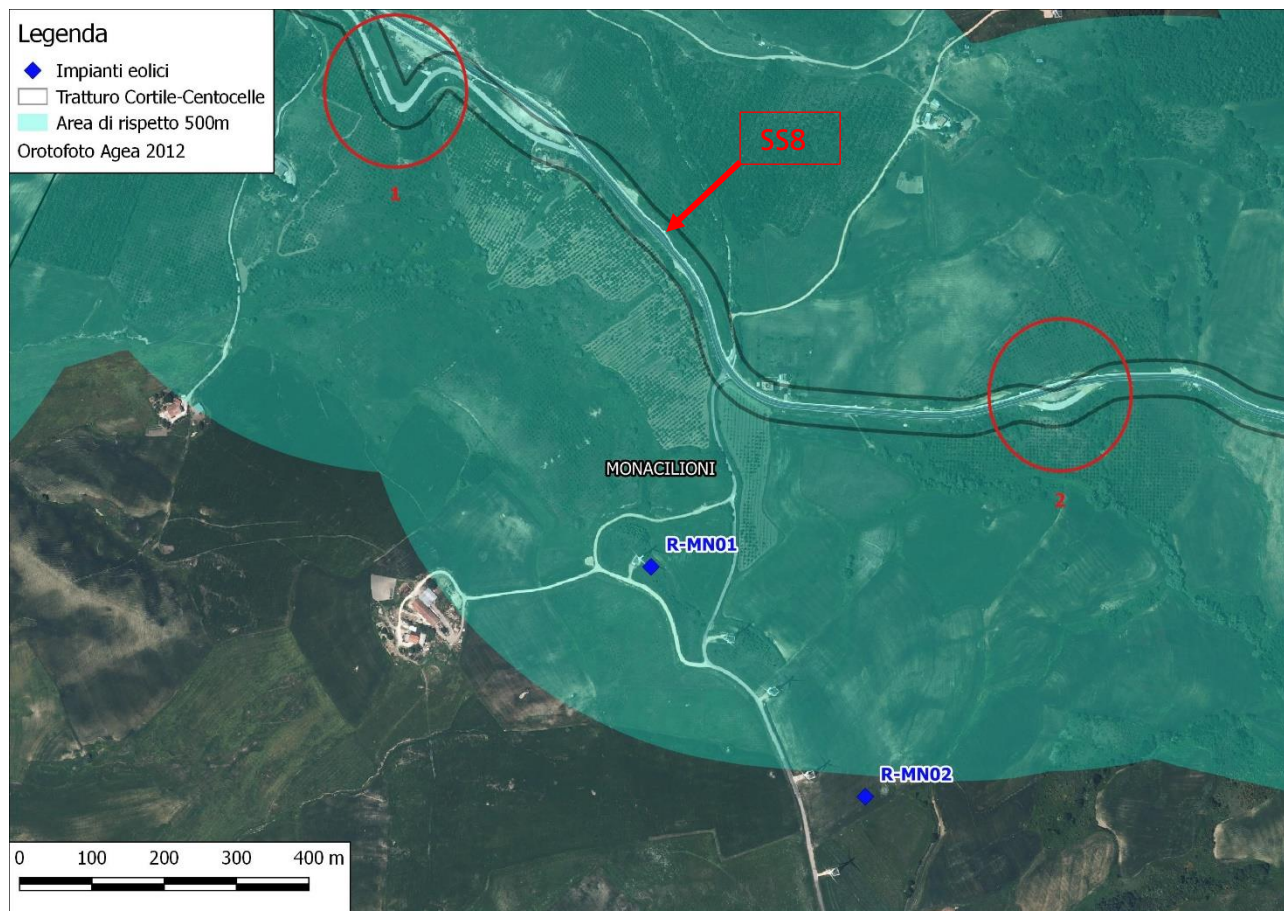 Legenda
Impianti eolici
Tratturo Cortile-Centocelle
Area di rispetto 500m
Orotofoto Agea 2012
SS8
1
2
MONACILIONI
R-MN01
R-MN02
0 100 200 300 400 m